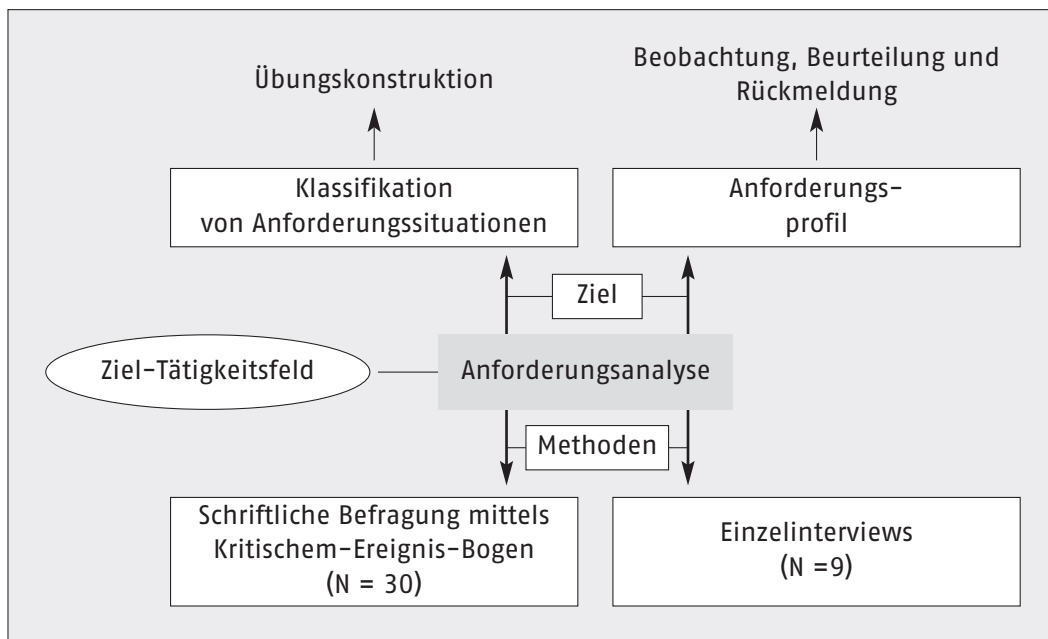 Übungskonstruktion
Beobachtung, Beurteilung und
Rückmeldung
Klassifikation
von Anforderungssituationen
Anforderungs-
profil
Ziel
Ziel-Tätigkeitsfeld
Anforderungsanalyse
Methoden
Schriftliche Befragung mittels
Kritischem-Ereignis-Bogen
(N = 30)
Einzelinterviews
(N =9)